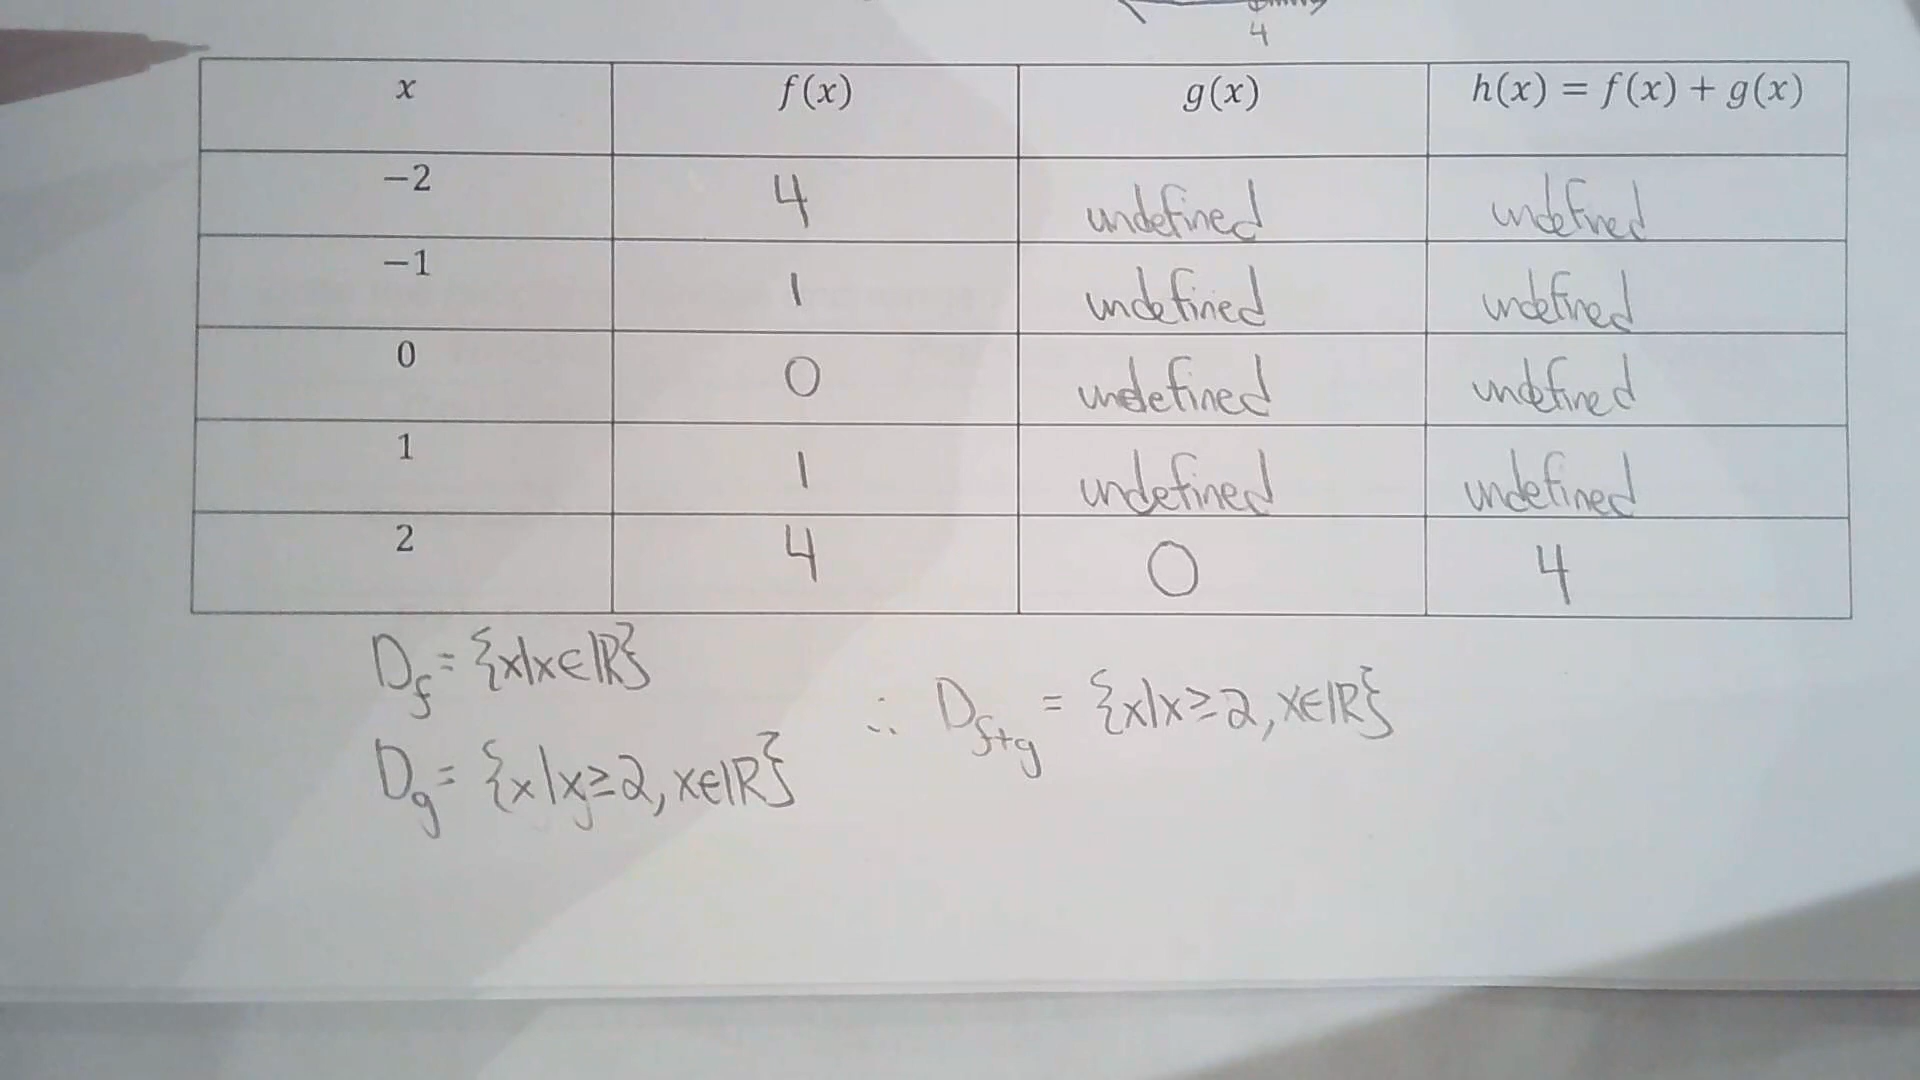 4
x f(x) g(x) h(x) = f(x) + g(x)
−2 4 undefined undefined
−1 1 undefined undefined
0 0 undefined undefined
1 1 undefined undefined
2 4 0 4
D_f = {x|x∈ℝ}
∴ D_f+g = {x|x≥2, x∈ℝ}
D_g = {x|x≥2, x∈ℝ}